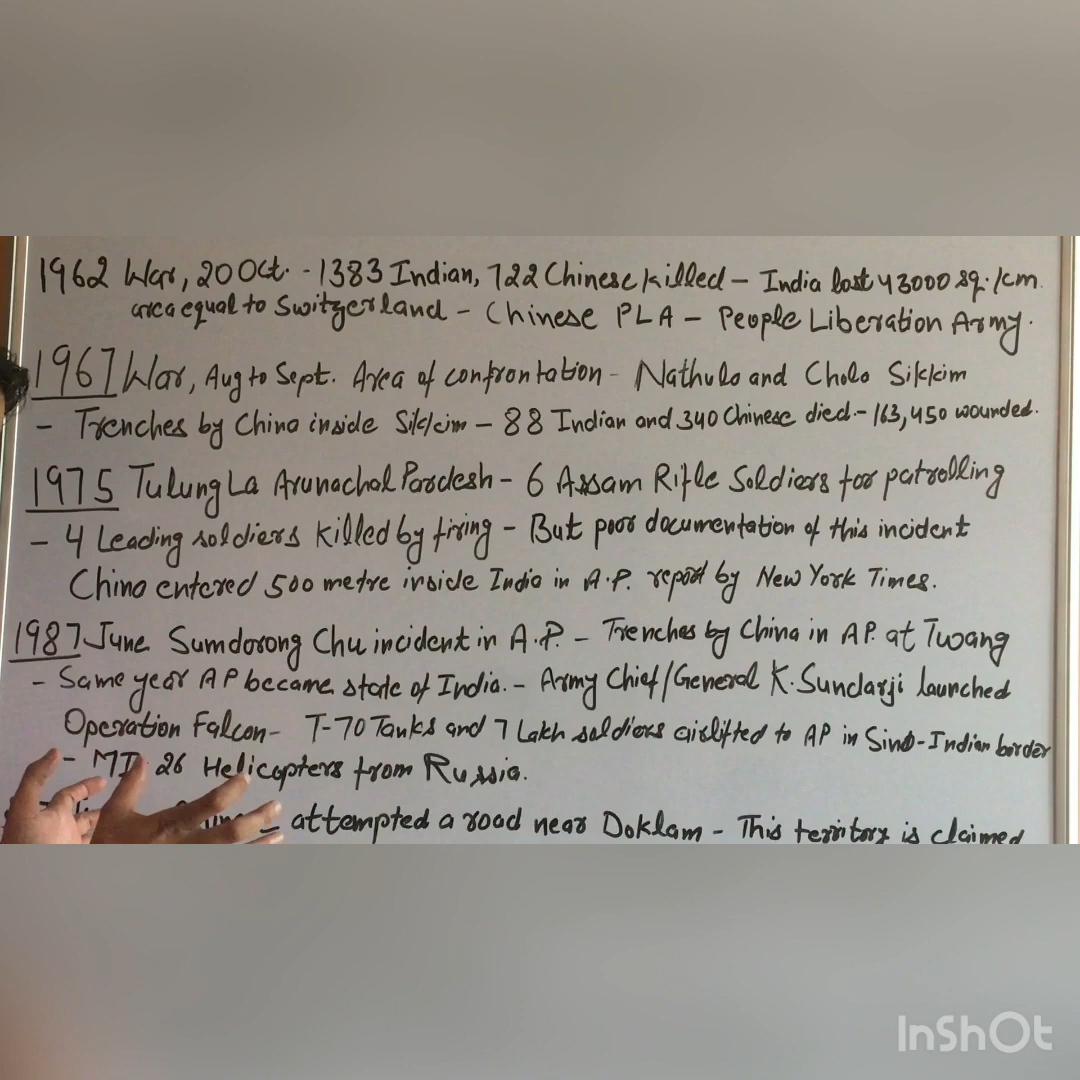 1962 War, 20 Oct. - 1383 Indian, 722 Chinese killed - India lost 43000 sq. km.
area equal to Switzerland - Chinese PLA - People Liberation Army.
1967 War, Aug to Sept. Area of confrontation - Nathula and Chola Sikkim
- Trenches by China inside Sikkim - 88 Indian and 340 Chinese died. - 163, 450 wounded.
1975 Tulung La Arunachal Pardesh - 6 Assam Rifle Soldiers for patrolling
- 4 Leading soldiers killed by firing - But poor documentation of this incident
China entered 500 metre inside India in A.P. report by New York Times.
1987 June Sumdorong Chu incident in A.P. - Trenches by China in AP. at Twang
- Same year AP became state of India. - Army Chief/General K. Sundarji launched
Operation Falcon - T-70 Tanks and 7 Lakh soldiers airlifted to AP in Sino-Indian border
- MI 26 Helicopters from Russia.
- attempted a road near Doklam - This territory is claimed
InShOt